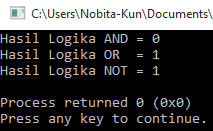 C:\Users\Nobita-Kun\Documents\
Hasil Logika AND = 0
Hasil Logika OR  = 1
Hasil Logika NOT = 1
Process returned 0 (0x0)
Press any key to continue.